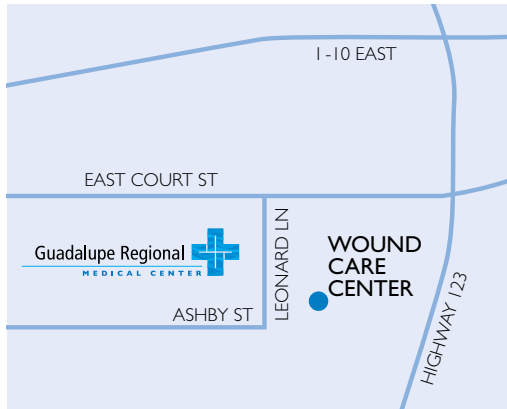 I-10 EAST
EAST COURT ST
Guadalupe Regional
MEDICAL CENTER
LEONARD LN
WOUND
CARE
CENTER
ASHBY ST
HIGHWAY 123